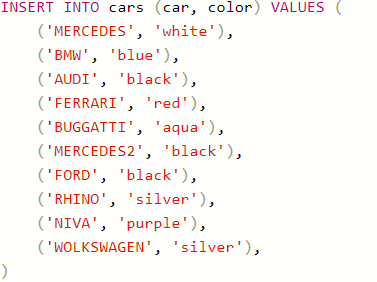 INSERT INTO cars (car, color) VALUES (
('MERCEDES', 'white'),
('BMW', 'blue'),
('AUDI', 'black'),
('FERRARI', 'red'),
('BUGGATTI', 'aqua'),
('MERCEDES2', 'black'),
('FORD', 'black'),
('RHINO', 'silver'),
('NIVA', 'purple'),
('WOLKSWAGEN', 'silver'),
)